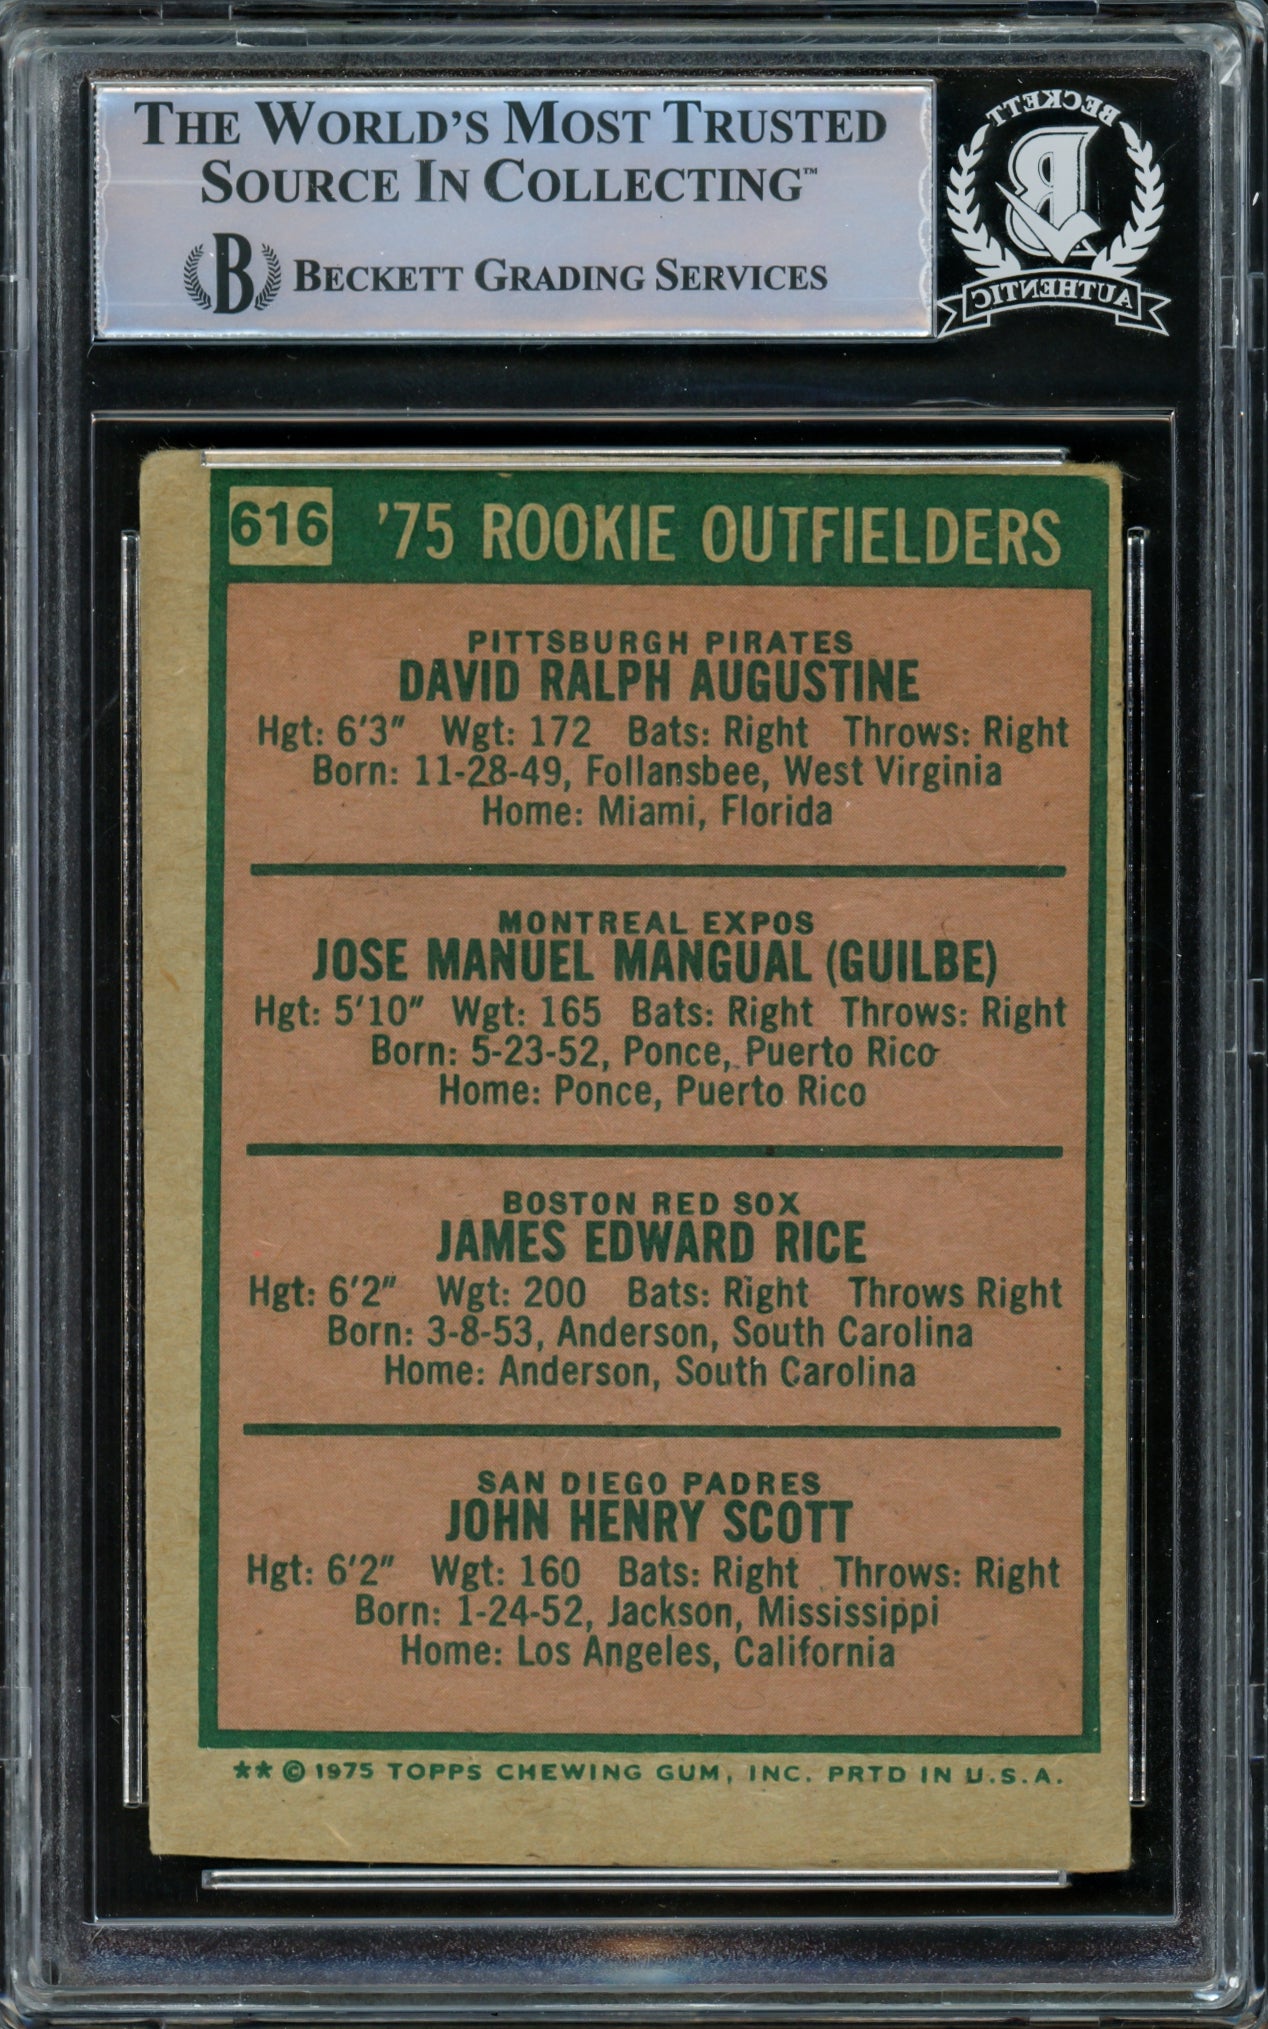 THE WORLD'S MOST TRUSTED
SOURCE IN COLLECTING™
B BECKETT GRADING SERVICES
BECKETT
B
AUTHENTIC
616 '75 ROOKIE OUTFIELDERS
PITTSBURGH PIRATES
DAVID RALPH AUGUSTINE
Hgt: 6'3" Wgt: 172 Bats: Right Throws: Right
Born: 11-28-49, Follansbee, West Virginia
Home: Miami, Florida
MONTREAL EXPOS
JOSE MANUEL MANGUAL (GUILBE)
Hgt: 5'10" Wgt: 165 Bats: Right Throws: Right
Born: 5-23-52, Ponce, Puerto Rico
Home: Ponce, Puerto Rico
BOSTON RED SOX
JAMES EDWARD RICE
Hgt: 6'2" Wgt: 200 Bats: Right Throws Right
Born: 3-8-53, Anderson, South Carolina
Home: Anderson, South Carolina
SAN DIEGO PADRES
JOHN HENRY SCOTT
Hgt: 6'2" Wgt: 160 Bats: Right Throws: Right
Born: 1-24-52, Jackson, Mississippi
Home: Los Angeles, California
** © 1975 TOPPS CHEWING GUM, INC. PRTD IN U.S.A.